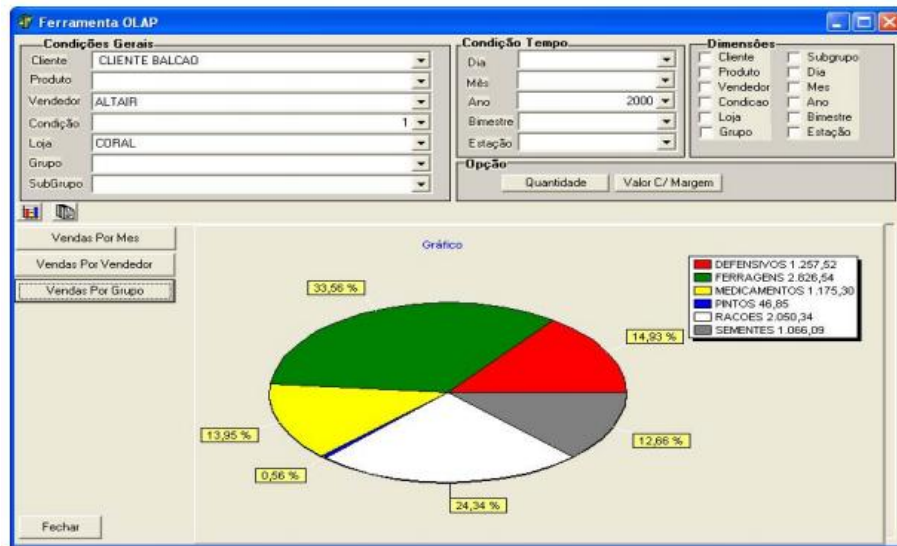 Ferramenta OLAP
Condições Gerais
Cliente CLIENTE BALCAO
Produto
Vendedor ALTAIR
Condição 1
Loja CORAL
Grupo
SubGrupo
Condição Tempo
Dia
Mês
Ano 2000
Bimestre
Estação
Dimensões
Cliente Subgrupo
Produto Dia
Vendedor Mes
Condicao Ano
Loja Bimestre
Grupo Estação
Opção
Quantidade Valor C/ Margem
Vendas Por Mes
Vendas Por Vendedor
Vendas Por Grupo
Fechar
Gráfico
DEFENSIVOS 1.257,52
FERRAGENS 2.826,54
MEDICAMENTOS 1.175,30
PINTOS 46,85
RACOES 2.050,34
SEMENTES 1.066,09
33,56 %
14,93 %
13,95 %
12,66 %
0,56 %
24,34 %